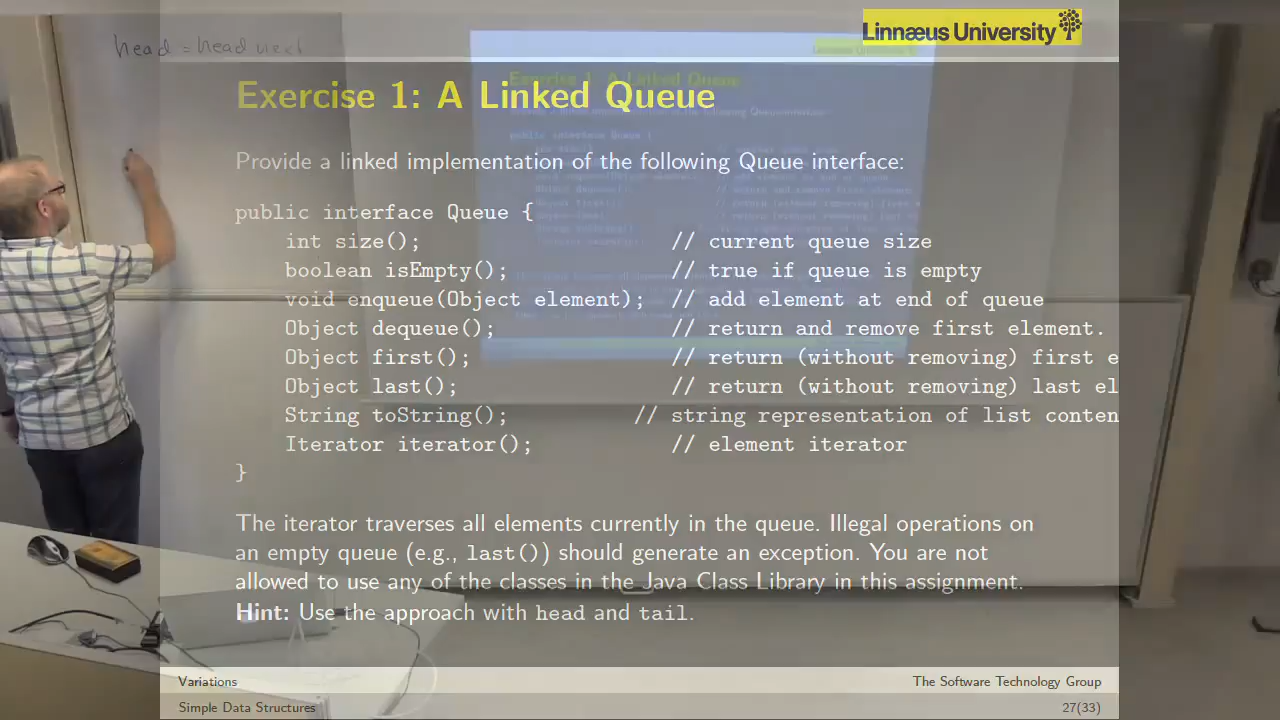 Linnaeus University
head = head next
Exercise 1: A Linked Queue
Provide a linked implementation of the following Queue interface:
public interface Queue {
int size(); // current queue size
boolean isEmpty(); // true if queue is empty
void enqueue(Object element); // add element at end of queue
Object dequeue(); // return and remove first element.
Object first(); // return (without removing) first e
Object last(); // return (without removing) last el
String toString(); // string representation of list conten
Iterator iterator(); // element iterator
}
The iterator traverses all elements currently in the queue. Illegal operations on
an empty queue (e.g., last()) should generate an exception. You are not
allowed to use any of the classes in the Java Class Library in this assignment.
Hint: Use the approach with head and tail.
Variations The Software Technology Group
Simple Data Structures 27(33)